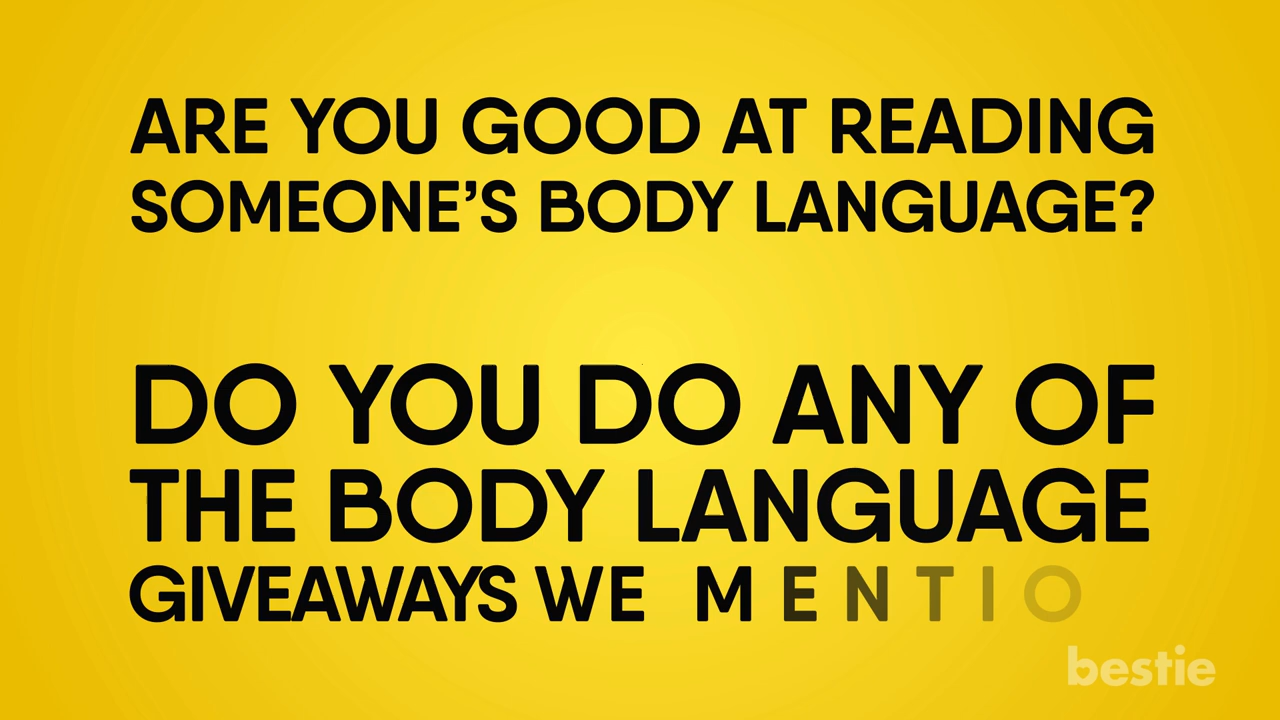 ARE YOU GOOD AT READING
SOMEONE’S BODY LANGUAGE?
DO YOU DO ANY OF
THE BODY LANGUAGE
GIVEAWAYS WE MENTIO
bestie